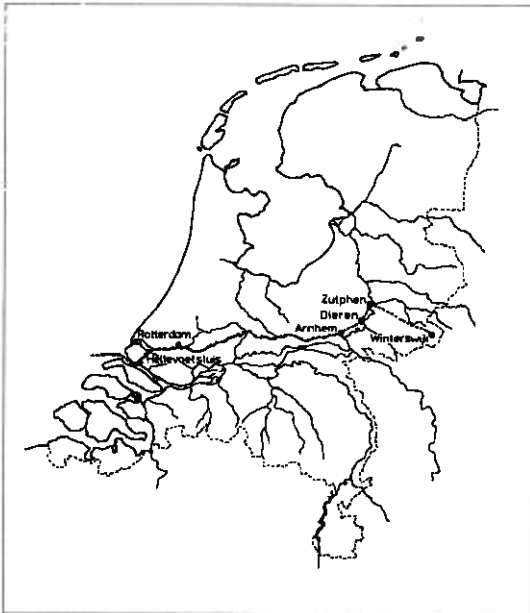 Zutphen
Dieren
Arnhem
Winterswijk
Rotterdam
Hellevoetsluis